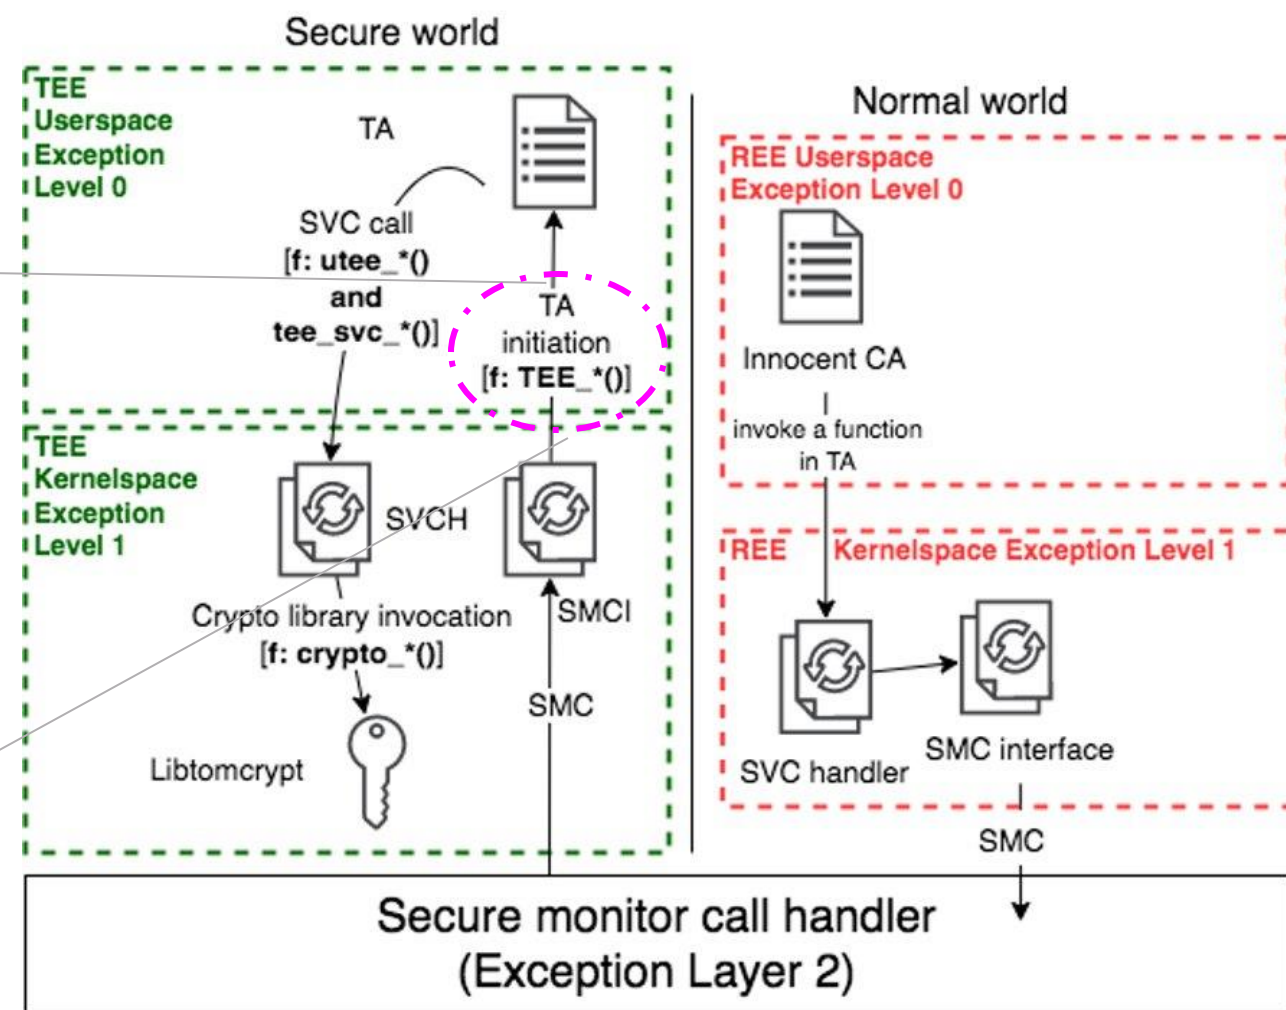 Secure world
TEE
Userspace
Exception
Level 0
TA
SVC call
[f: utee_*()
and
tee_svc_*()]
TA
initiation
[f: TEE_*()]
TEE
Kernelspace
Exception
Level 1
SVCH
SMCI
Crypto library invocation
[f: crypto_*()]
SMC
Libtomcrypt
Normal world
REE Userspace
Exception Level 0
Innocent CA
invoke a function
in TA
REE Kernelspace Exception Level 1
SVC handler
SMC interface
SMC
Secure monitor call handler
(Exception Layer 2)